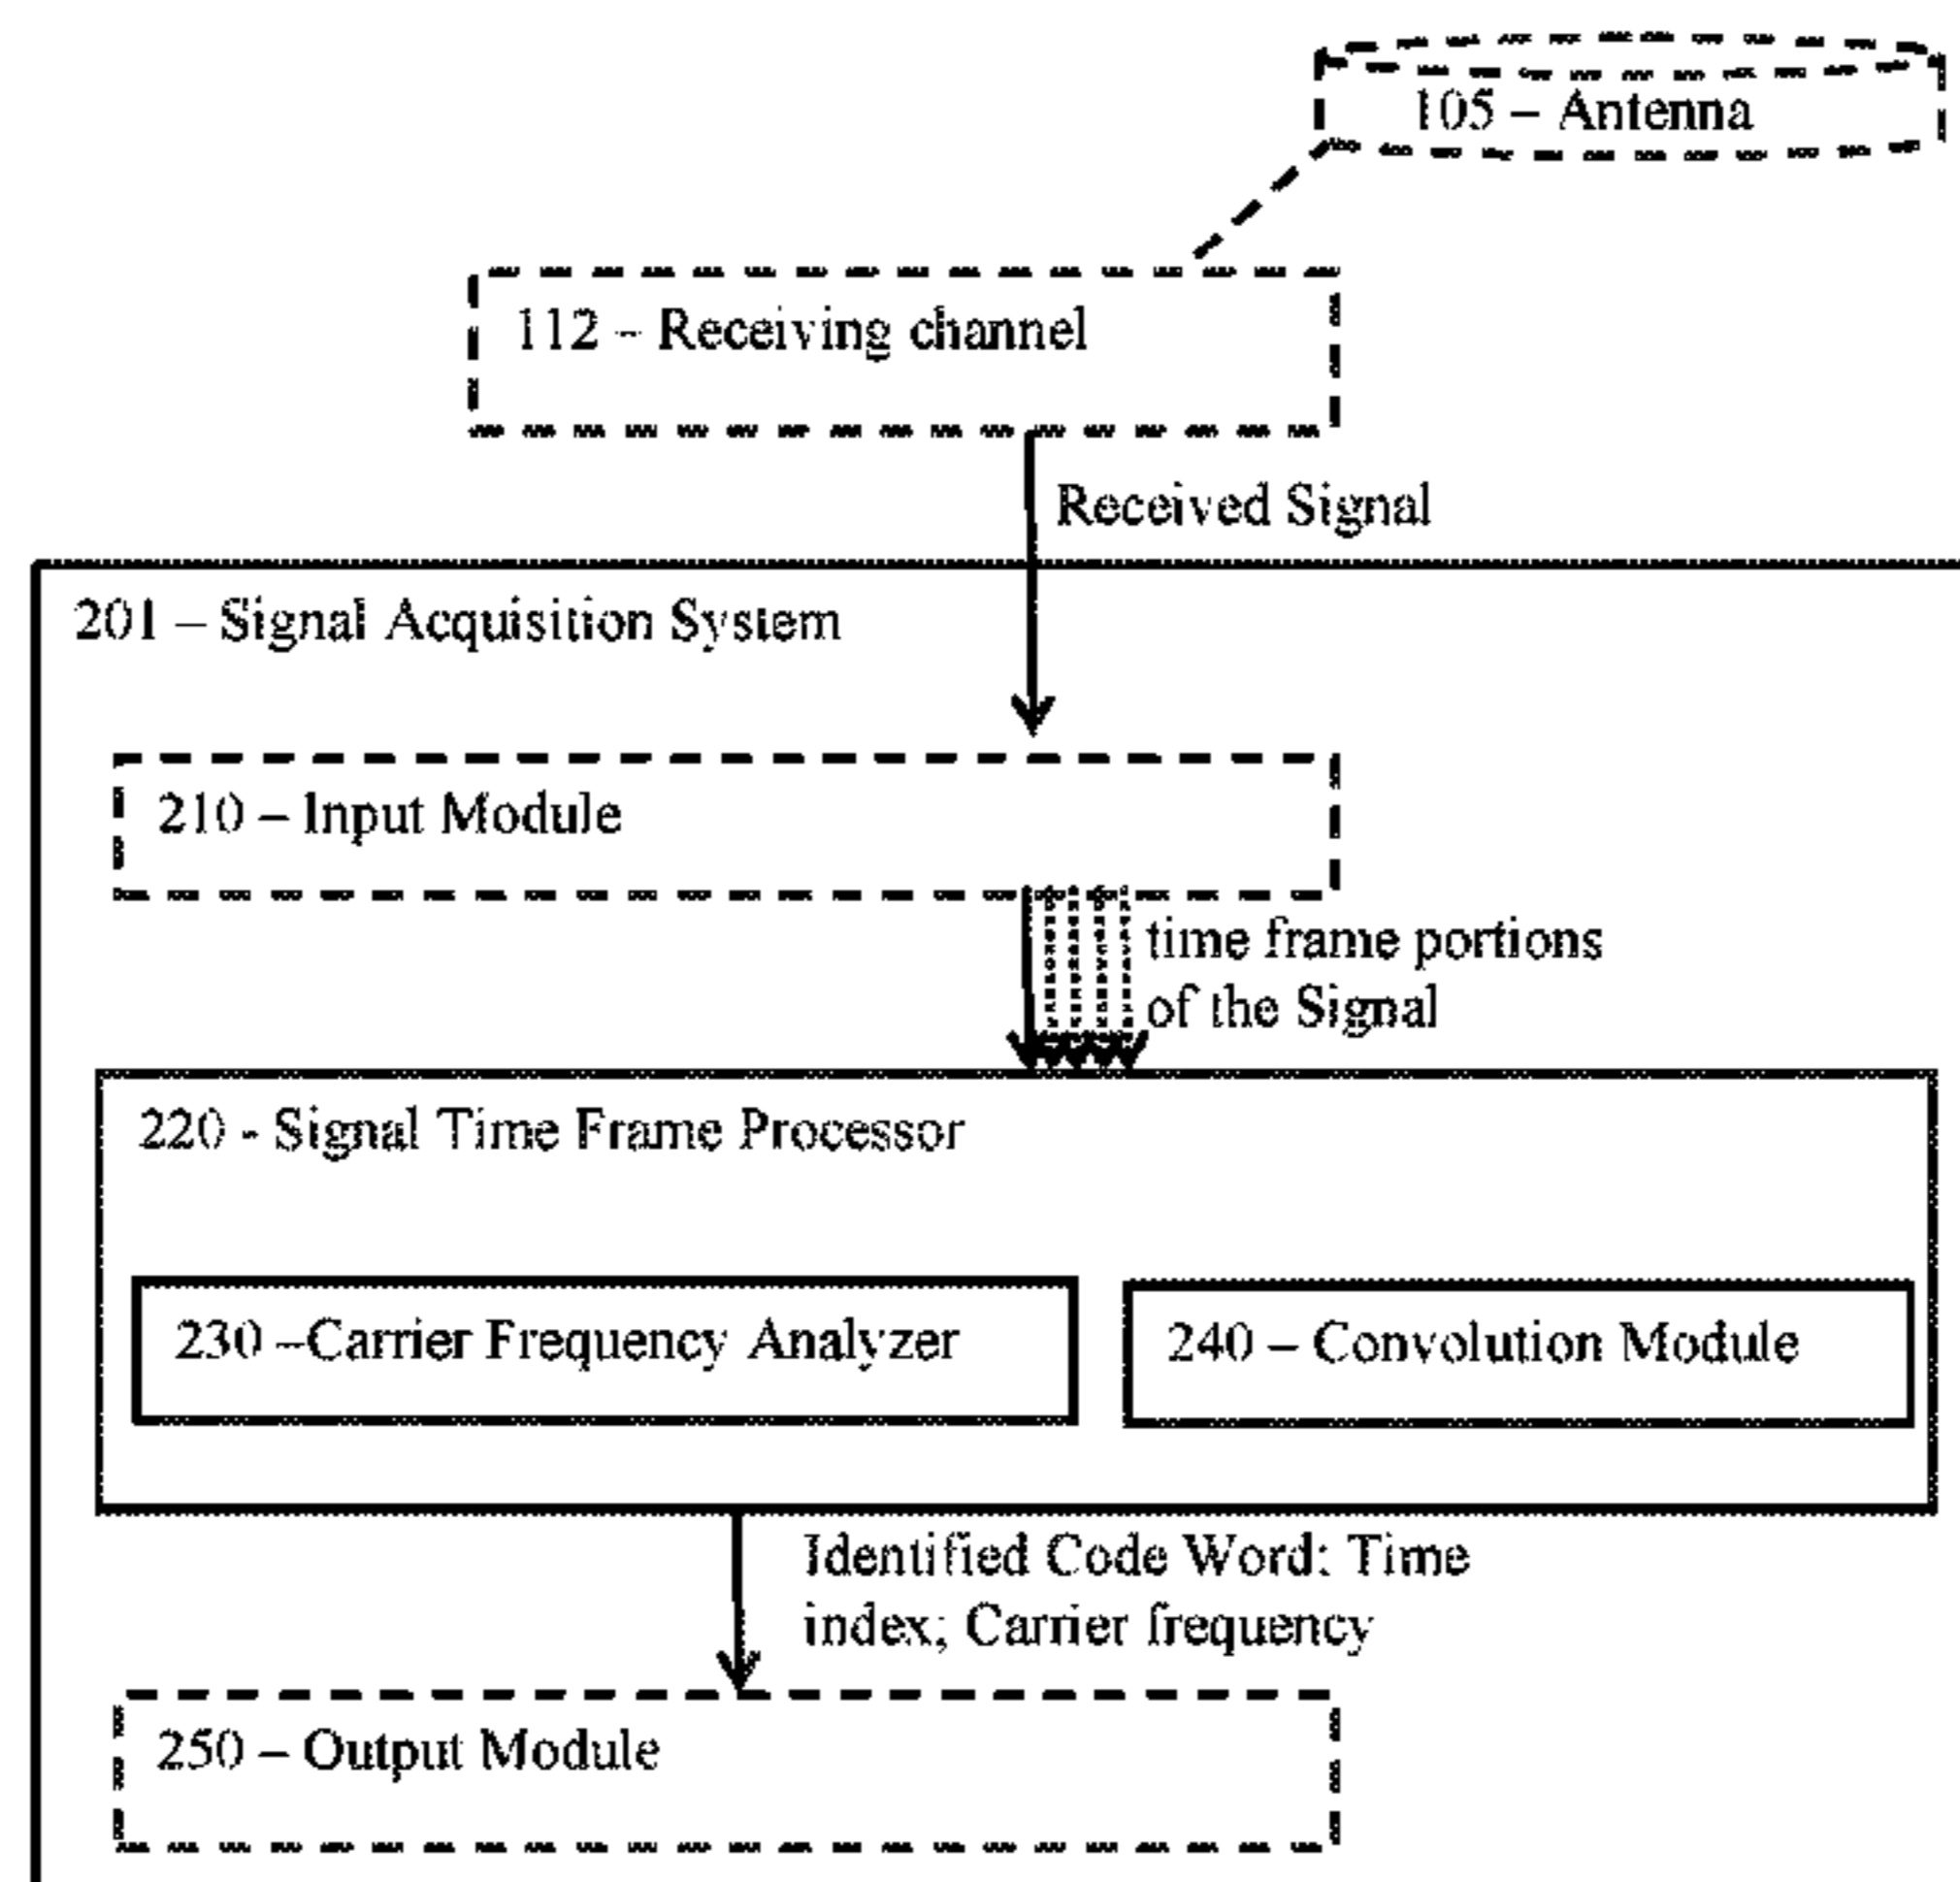 105 – Antenna
112 – Receiving channel
Received Signal
201 – Signal Acquisition System
210 – Input Module
time frame portions
of the Signal
220 - Signal Time Frame Processor
230 –Carrier Frequency Analyzer
240 – Convolution Module
Identified Code Word: Time
index; Carrier frequency
250 – Output Module